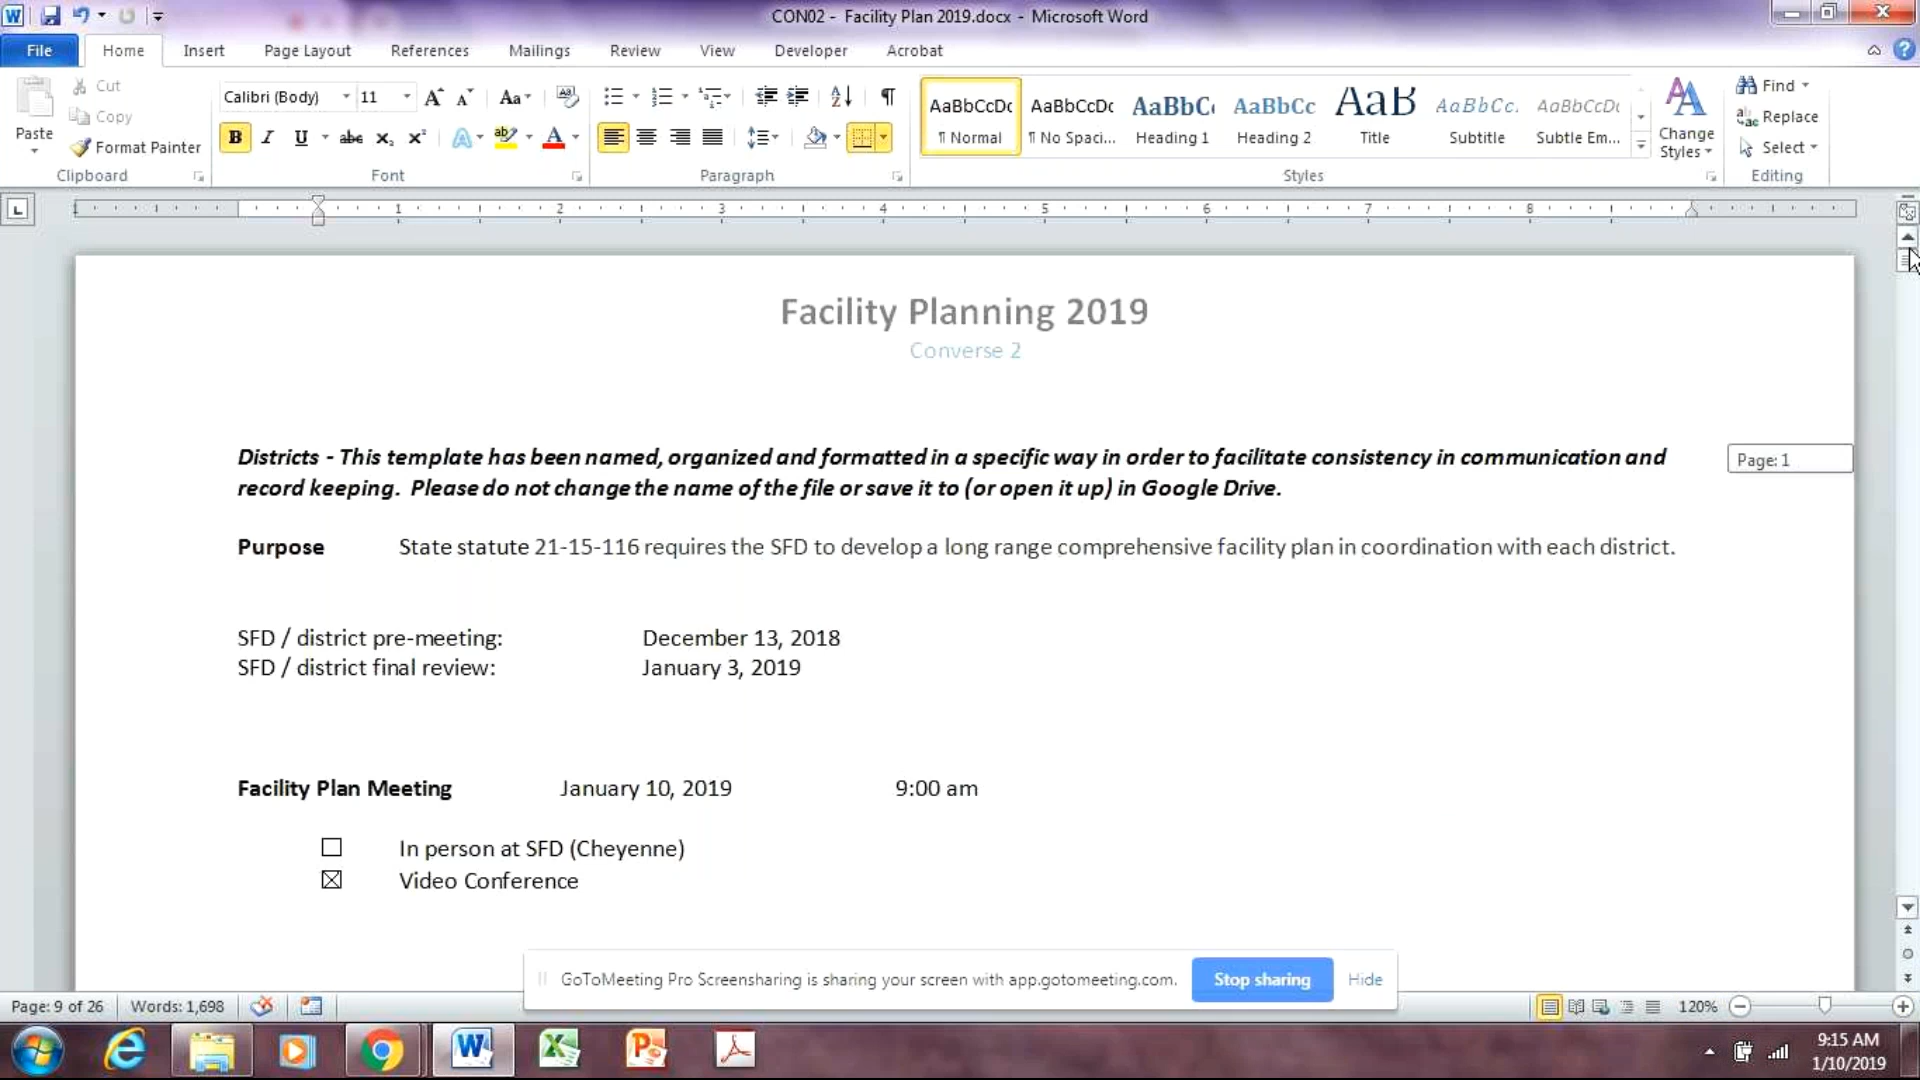 CON02 - Facility Plan 2019.docx - Microsoft Word
File Home Insert Page Layout References Mailings Review View Developer Acrobat
Cut
Copy
Format Painter
Paste
Clipboard
Calibri (Body) 11
Font
Paragraph
AaBbCcDc AaBbCcDc AaBbC AaBbCc AaB AaBbCc. AaBbCcDc
¶ Normal ¶ No Spaci... Heading 1 Heading 2 Title Subtitle Subtle Em...
Change Styles
Styles
Find
Replace
Select
Editing
1 2 3 4 5 6 7 8
Facility Planning 2019
Converse 2
Districts - This template has been named, organized and formatted in a specific way in order to facilitate consistency in communication and
record keeping. Please do not change the name of the file or save it to (or open it up) in Google Drive.
Page: 1
Purpose State statute 21-15-116 requires the SFD to develop a long range comprehensive facility plan in coordination with each district.
SFD / district pre-meeting: December 13, 2018
SFD / district final review: January 3, 2019
Facility Plan Meeting January 10, 2019 9:00 am
In person at SFD (Cheyenne)
Video Conference
GoToMeeting Pro Screensharing is sharing your screen with app.gotomeeting.com. Stop sharing Hide
Page: 9 of 26 Words: 1,698 120%
9:15 AM
1/10/2019